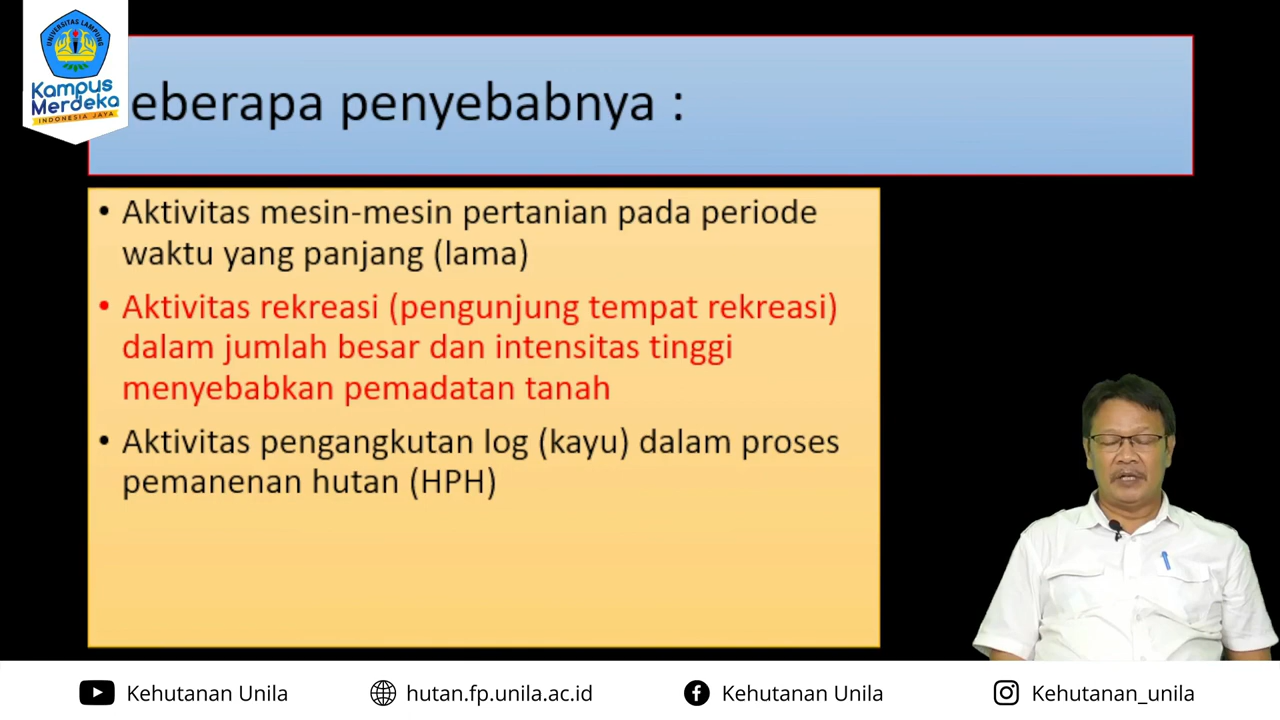 UNIVERSITAS LAMPUNG
Kampus
Merdeka
INDONESIA JAYA
eberapa penyebabnya :
• Aktivitas mesin-mesin pertanian pada periode
waktu yang panjang (lama)
• Aktivitas rekreasi (pengunjung tempat rekreasi)
dalam jumlah besar dan intensitas tinggi
menyebabkan pemadatan tanah
• Aktivitas pengangkutan log (kayu) dalam proses
pemanenan hutan (HPH)
Kehutanan Unila
hutan.fp.unila.ac.id
Kehutanan Unila
Kehutanan_unila